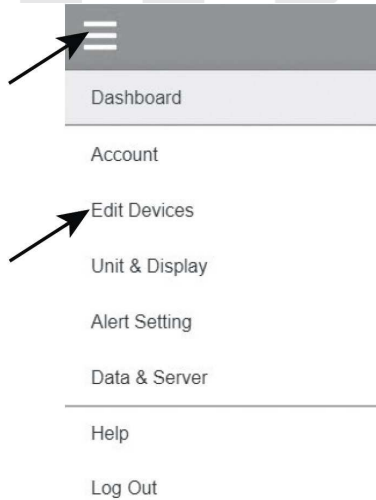 Dashboard
Account
Edit Devices
Unit & Display
Alert Setting
Data & Server
Help
Log Out